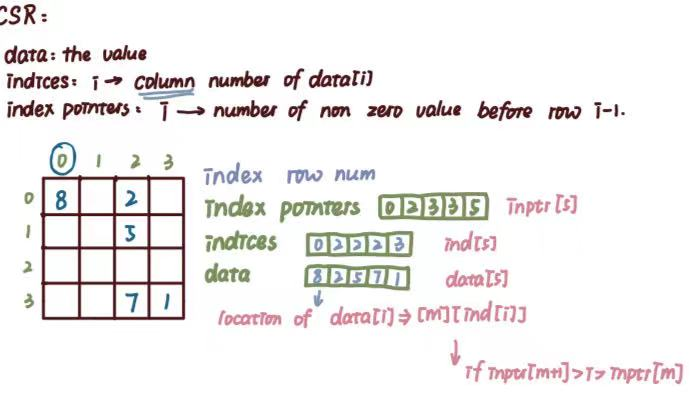 CSR:
data: the value
indices: i → column number of data[i]
index pointers: i → number of non zero value before row i-1.
0 1 2 3
0 8 2
1 5
2
3 7 1
index row num
index pointers 0 2 3 3 5 inptr[5]
indices 0 2 2 2 3 ind[5]
data 8 2 5 7 1 data[5]
location of data[i] ⇒ [m][ind[i]]
if inptr[m+1] > i > inptr[m]